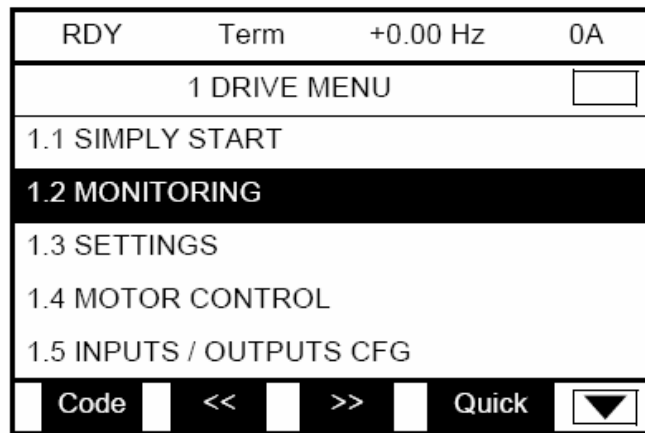 RDY Term +0.00 Hz 0A
1 DRIVE MENU
1.1 SIMPLY START
1.2 MONITORING
1.3 SETTINGS
1.4 MOTOR CONTROL
1.5 INPUTS / OUTPUTS CFG
Code << >> Quick